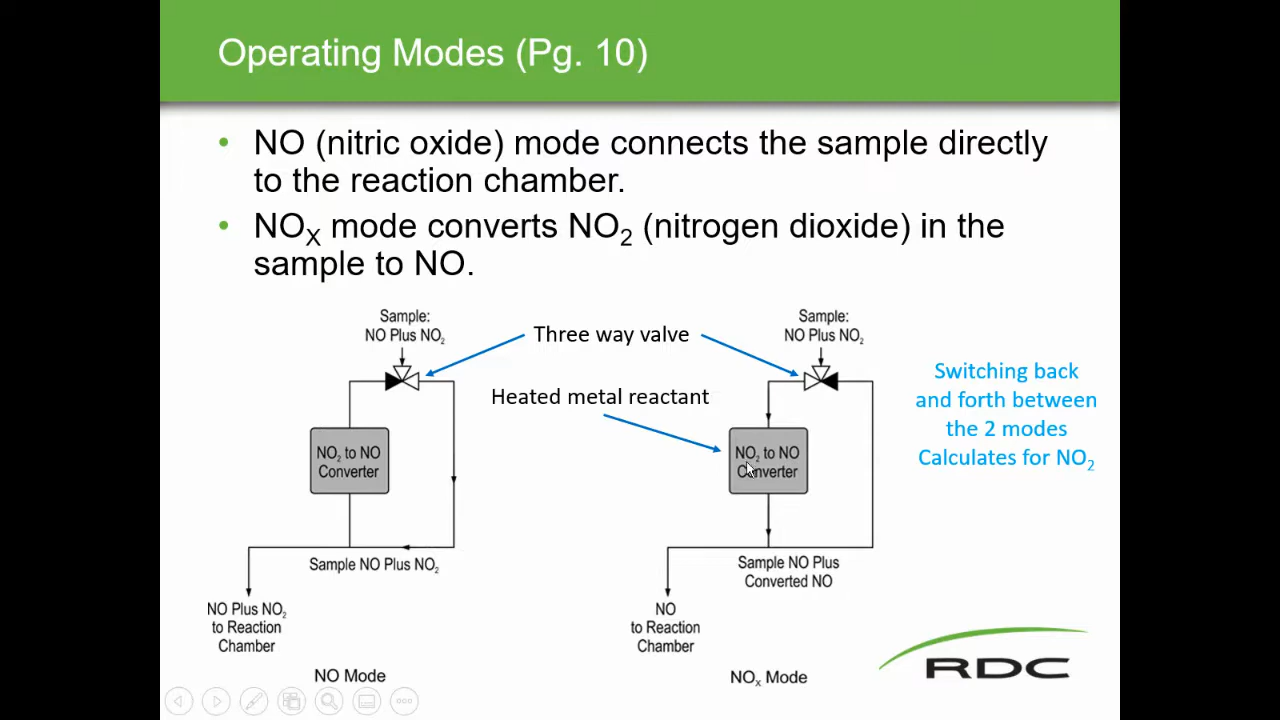 Operating Modes (Pg. 10)
• NO (nitric oxide) mode connects the sample directly
to the reaction chamber.
• NOX mode converts NO2 (nitrogen dioxide) in the
sample to NO.
Sample:
NO Plus NO2
Three way valve
Heated metal reactant
NO2 to NO
Converter
Sample NO Plus NO2
NO Plus NO2
to Reaction
Chamber
NO Mode
Sample:
NO Plus NO2
NO2 to NO
Converter
Sample NO Plus
Converted NO
NO
to Reaction
Chamber
NOx Mode
Switching back
and forth between
the 2 modes
Calculates for NO2
RDC